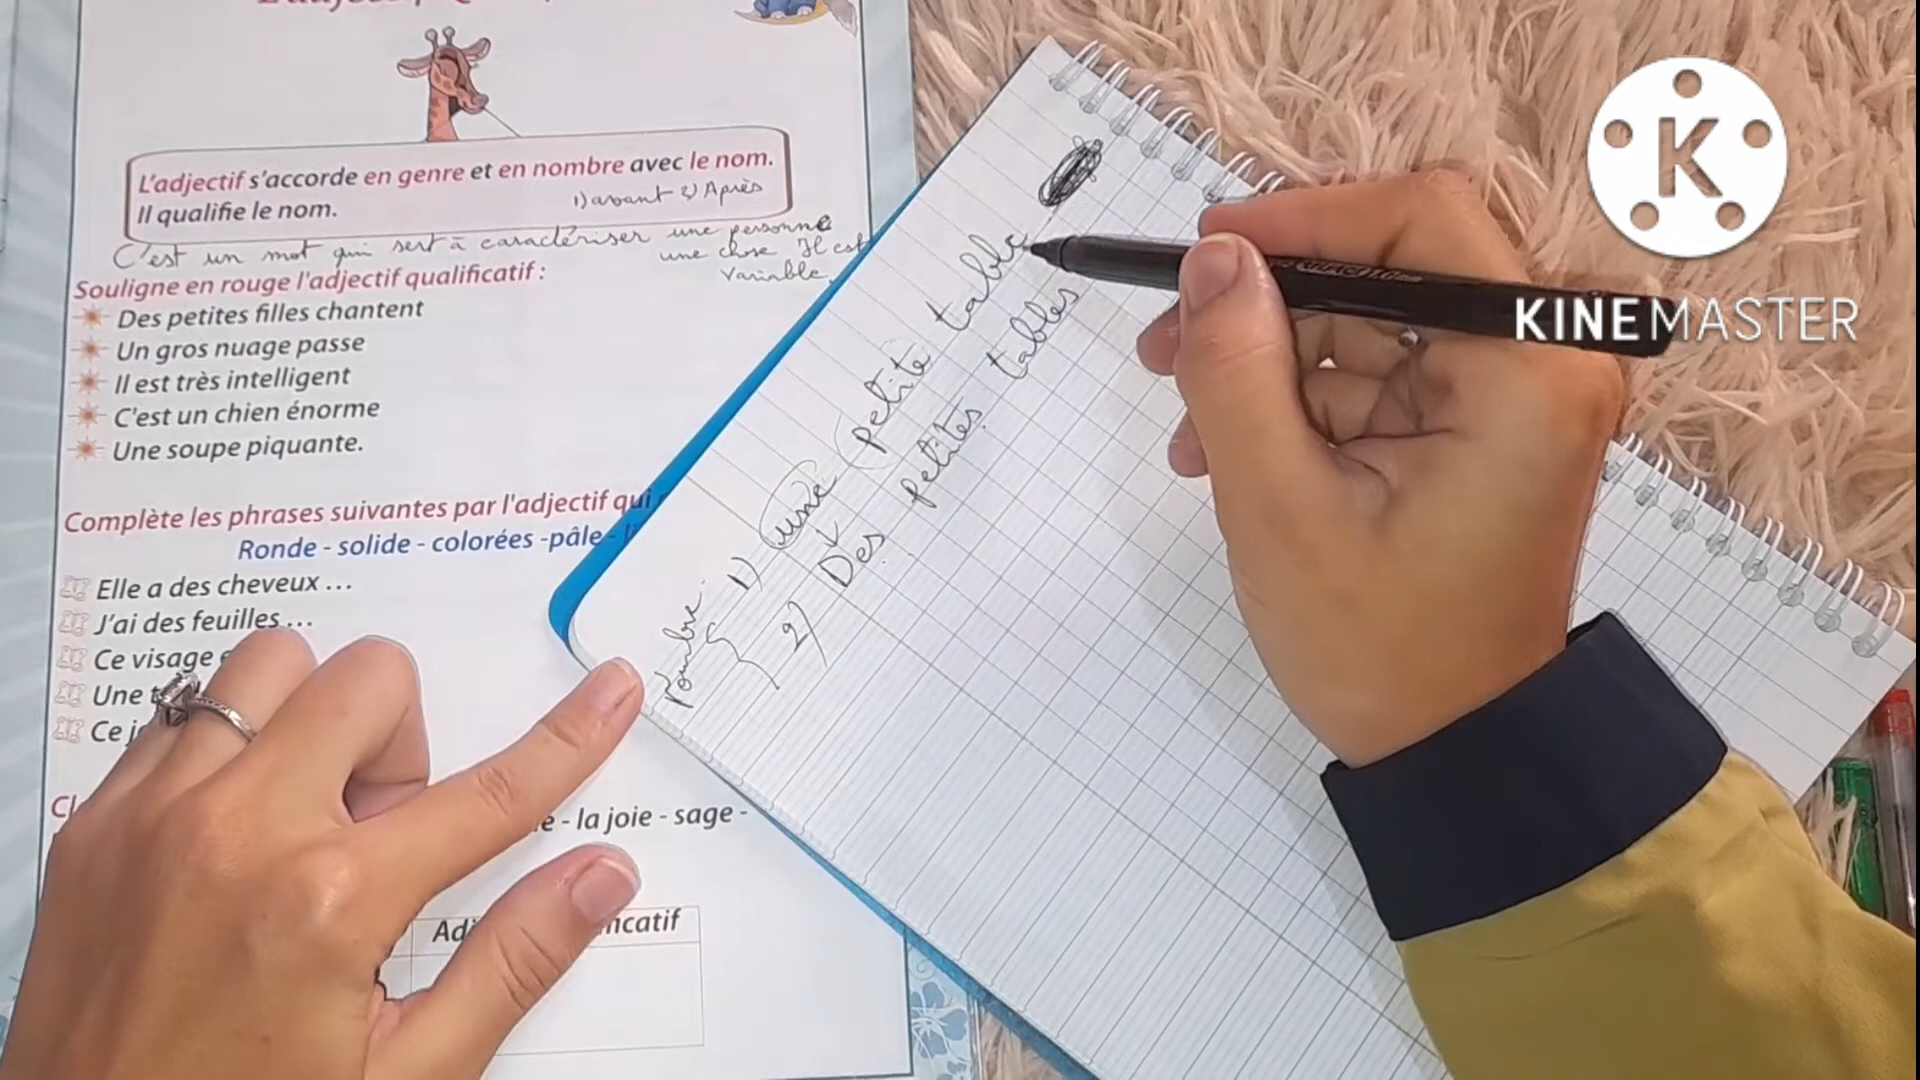 L'adjectif s'accorde en genre et en nombre avec le nom.
Il qualifie le nom.
1) avant 2) Après
C'est un mot qui sert à caractériser une personne
une chose Il est
variable.
Souligne en rouge l'adjectif qualificatif :
Des petites filles chantent
Un gros nuage passe
Il est très intelligent
C'est un chien énorme
Une soupe piquante.
Complète les phrases suivantes par l'adjectif qui
Ronde - solide - colorées -pâle -
Elle a des cheveux ...
J'ai des feuilles ...
Ce visage
Une
Ce
- la joie - sage -
Nombre
1) une petite table
2) Des petites tables
K
KINEMASTER